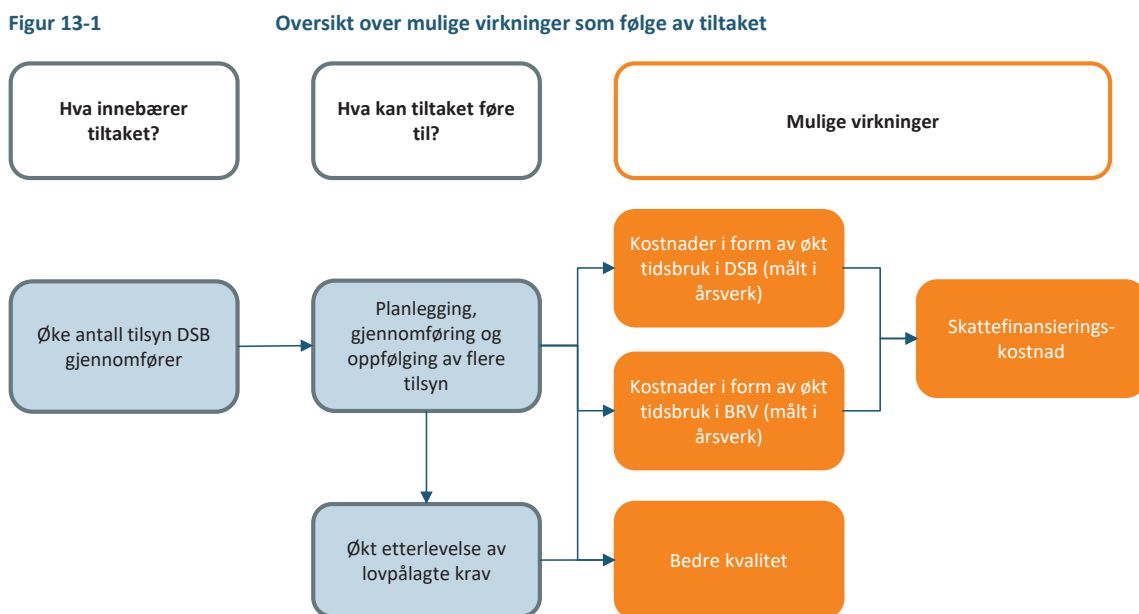 Figur 13-1
Oversikt over mulige virkninger som følge av tiltaket
Hva innebærer
tiltaket?
Hva kan tiltaket føre
til?
Mulige virkninger
Øke antall tilsyn DSB
gjennomfører
Planlegging,
gjennomføring og
oppfølging av flere
tilsyn
Kostnader i form av økt
tidsbruk i DSB (målt i
årsverk)
Kostnader i form av økt
tidsbruk i BRV (målt i
årsverk)
Skattefinansierings-
kostnad
Økt etterlevelse av
lovpålagte krav
Bedre kvalitet